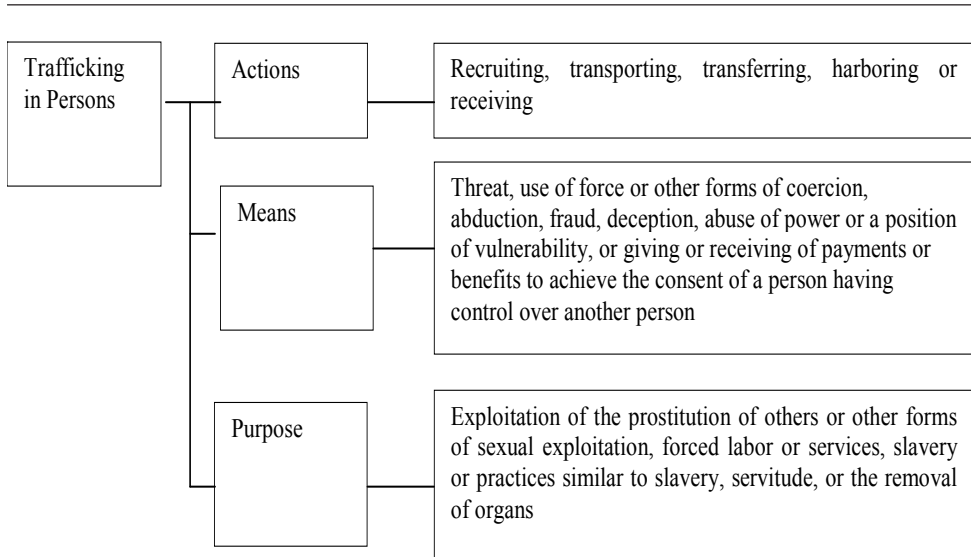 Trafficking
in Persons
Actions
Recruiting, transporting, transferring, harboring or
receiving
Means
Threat, use of force or other forms of coercion,
abduction, fraud, deception, abuse of power or a position
of vulnerability, or giving or receiving of payments or
benefits to achieve the consent of a person having
control over another person
Purpose
Exploitation of the prostitution of others or other forms
of sexual exploitation, forced labor or services, slavery
or practices similar to slavery, servitude, or the removal
of organs